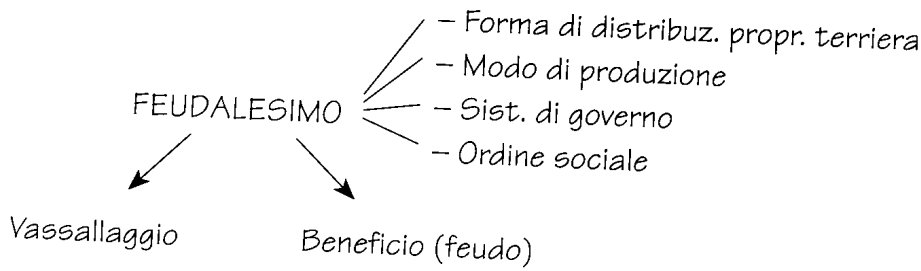 – Forma di distribuz. propr. terriera
– Modo di produzione
FEUDALESIMO
– Sist. di governo
– Ordine sociale
Vassallaggio
Beneficio (feudo)